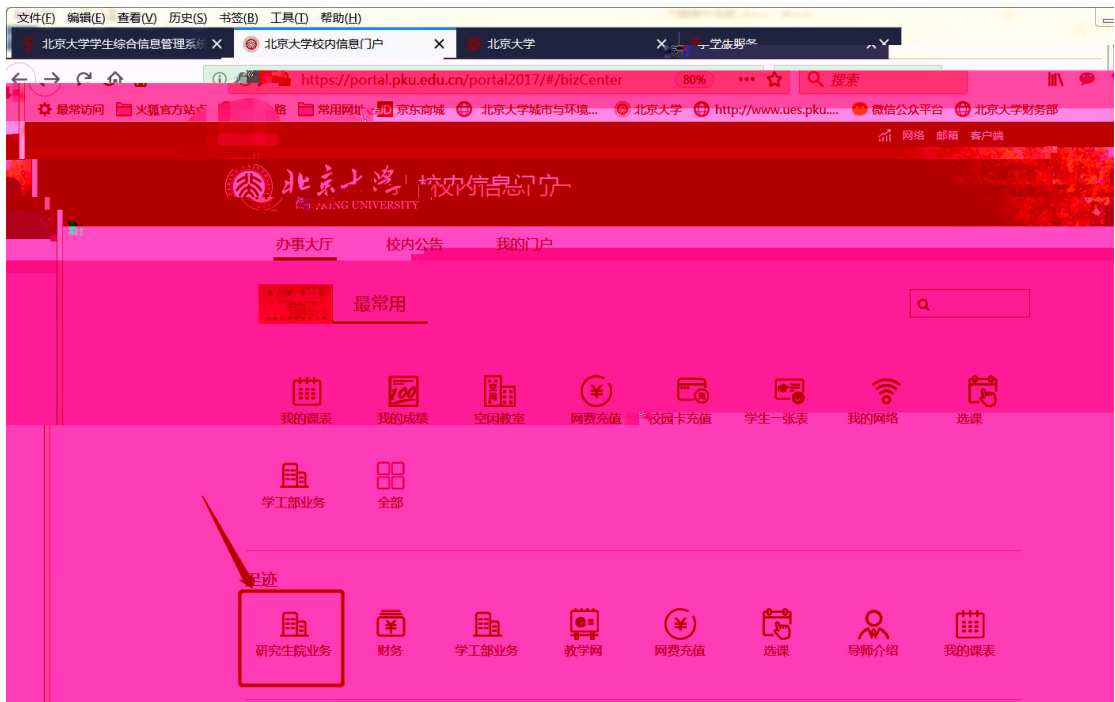 文件(F) 编辑(E) 查看(V) 历史(S) 书签(B) 工具(T) 帮助(H)
北京大学学生综合信息管理系统 北京大学校内信息门户 北京大学
https://portal.pku.edu.cn/portal2017/#/bizCenter 80% 搜索
最常访问 火狐官方站点 常用网址 JD 京东商城 北京大学城市与环境... 北京大学 http://www.ues.pku.... 微信公众平台 北京大学财务部
网络 邮箱 客户端
北京大学 校内信息门户
UNIVERSITY
办事大厅 校内公告 我的门户
最常用
我的课表 我的成绩 空闲教室 网费充值 校园卡充值 学生一张表 我的网络 选课
学工部业务 全部
足迹
研究生院业务 财务 学工部业务 教学网 网费充值 选课 导师介绍 我的课表